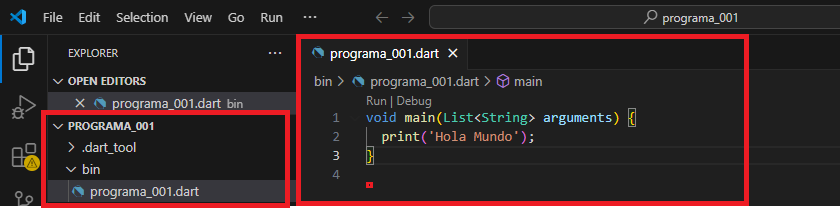 File Edit Selection View Go Run ··· programa_001
EXPLORER ···
OPEN EDITORS
programa_001.dart bin
PROGRAMA_001
.dart_tool
bin
programa_001.dart
programa_001.dart
bin > programa_001.dart > main
Run | Debug
1 void main(List<String> arguments) {
2 print('Hola Mundo');
3 }
4